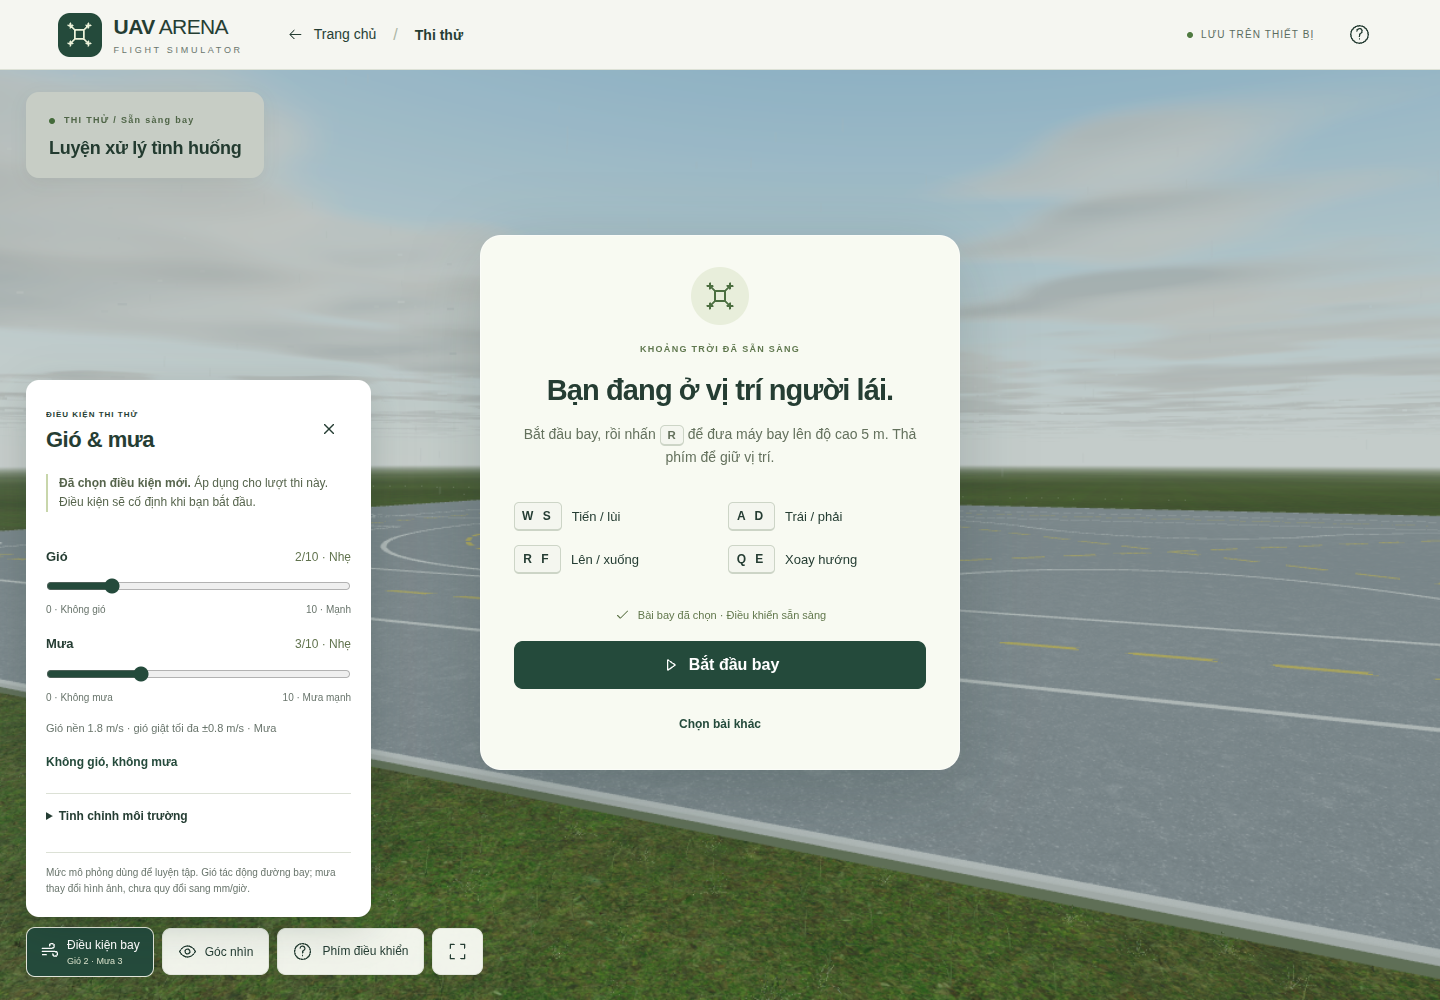 UAV ARENA
FLIGHT SIMULATOR
Trang chủ / Thi thử
LƯU TRÊN THIẾT BỊ
THI THỬ / Sẵn sàng bay
Luyện xử lý tình huống
KHOẢNG TRỜI ĐÃ SẴN SÀNG
Bạn đang ở vị trí người lái.
Bắt đầu bay, rồi nhấn R để đưa máy bay lên độ cao 5 m. Thả
phím để giữ vị trí.
W S Tiến / lùi
A D Trái / phải
R F Lên / xuống
Q E Xoay hướng
Bài bay đã chọn · Điều khiển sẵn sàng
Bắt đầu bay
Chọn bài khác
ĐIỀU KIỆN THI THỬ
Gió & mưa
Đã chọn điều kiện mới. Áp dụng cho lượt thi này.
Điều kiện sẽ cố định khi bạn bắt đầu.
Gió 2/10 · Nhẹ
0 · Không gió 10 · Mạnh
Mưa 3/10 · Nhẹ
0 · Không mưa 10 · Mưa mạnh
Gió nền 1.8 m/s · gió giật tối đa ±0.8 m/s · Mưa
Không gió, không mưa
Tinh chỉnh môi trường
Mức mô phỏng dùng để luyện tập. Gió tác động đường bay; mưa
thay đổi hình ảnh, chưa quy đổi sang mm/giờ.
Điều kiện bay
Gió 2 · Mưa 3
Góc nhìn
Phím điều khiển